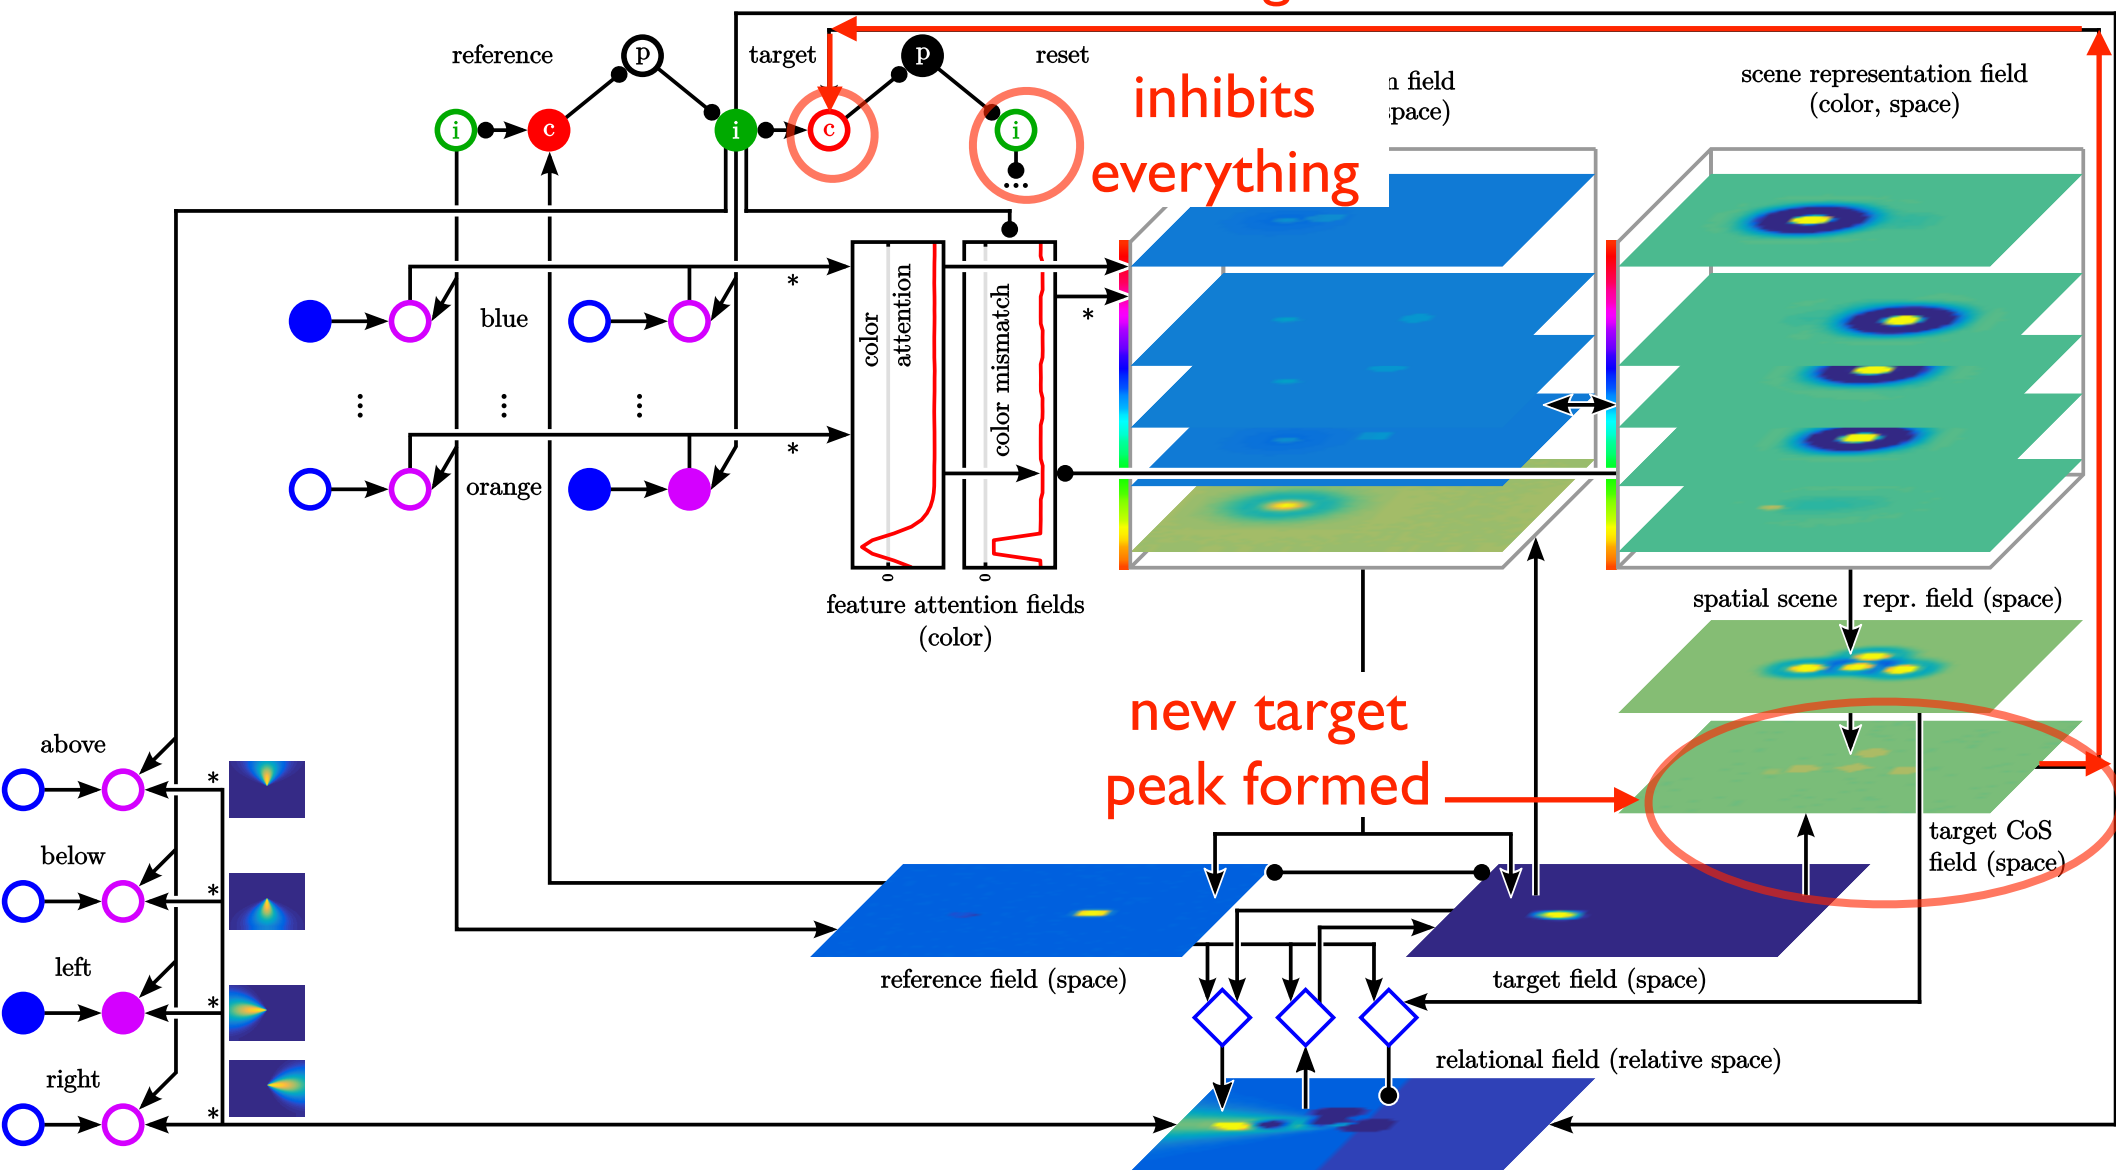 reference
p
target
p
reset
i
c
i
c
i
...
inhibits
everything
n field
space)
scene representation field
(color, space)
*
blue
*
orange
*
color
attention
color mismatch
0
0
feature attention fields
(color)
spatial scene repr. field (space)
new target
peak formed
target CoS
field (space)
above
*
below
*
left
*
right
*
reference field (space)
target field (space)
relational field (relative space)